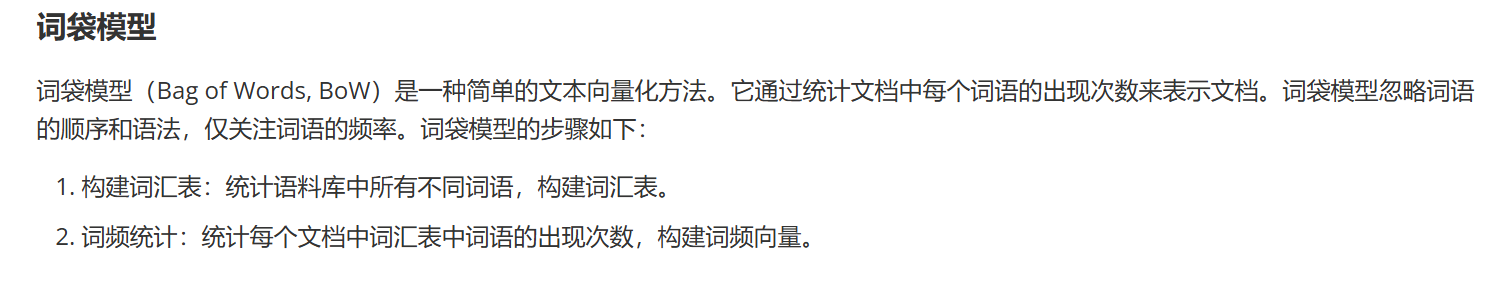 词袋模型
词袋模型（Bag of Words, BoW）是一种简单的文本向量化方法。它通过统计文档中每个词语的出现次数来表示文档。词袋模型忽略词语
的顺序和语法，仅关注词语的频率。词袋模型的步骤如下：
1. 构建词汇表：统计语料库中所有不同词语，构建词汇表。
2. 词频统计：统计每个文档中词汇表中词语的出现次数，构建词频向量。